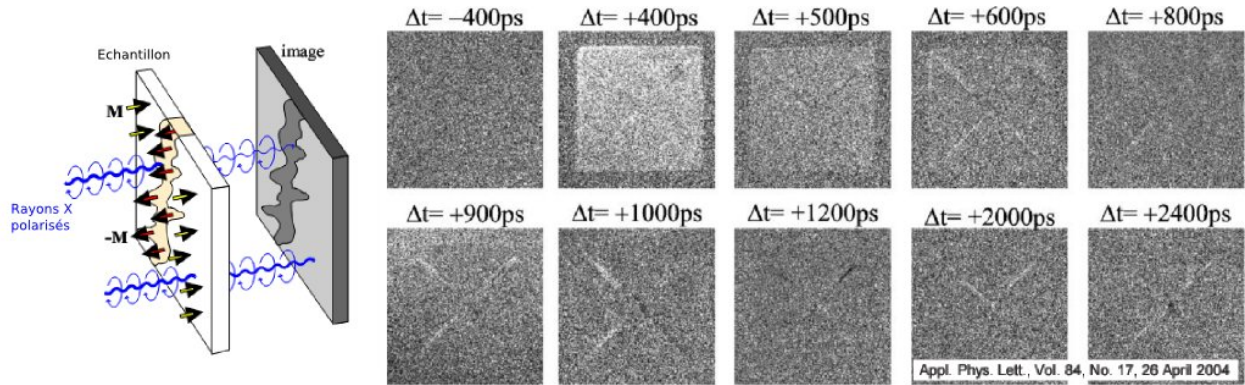 Echantillon
image
M
-M
Rayons X
polarisés
Δt= –400ps
Δt= +400ps
Δt= +500ps
Δt= +600ps
Δt= +800ps
Δt= +900ps
Δt= +1000ps
Δt= +1200ps
Δt= +2000ps
Δt= +2400ps
Appl. Phys. Lett., Vol. 84, No. 17, 26 April 2004